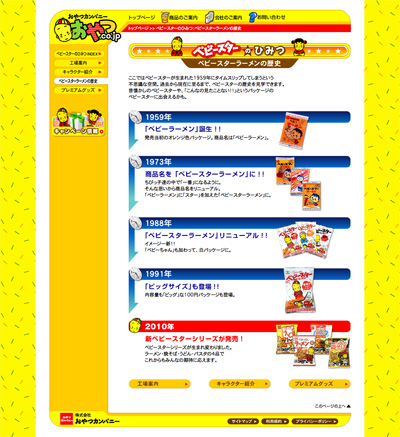 おやつカンパニー
おやつ
.co.jp
トップページ
商品のご案内
会社のご案内
お問い合わせ
トップページ >> ベビースターのひみつ：ベビースターラーメンの歴史
ベビースターのひみつINDEX
工場案内
キャラクター紹介
ベビースターラーメンの歴史
プレミアムグッズ
キャンペーン情報
ベビースターのひみつ
ベビースターラーメンの歴史
ここではベビースターが生まれた1959年にタイムスリップしてしまうという
不思議な空間。過去から現在に至るまで、ベビースターの歴史を見学できます。
昔懐かしのベビースターや、「こんなの見たことない!!」というパッケージの
ベビースターに出会えるかも。
1959年
「ベビーラーメン」誕生！！
発売当初のオレンジ色パッケージ。商品名は「ベビーラーメン」。
1973年
商品名を「ベビースターラーメン」に！！
ちびっ子達の中で「一番」になるように。
そんな思いから商品名をリニューアル。
「ベビーラーメン」に「スター」を加えた「ベビースターラーメン」に。
1988年
「ベビースターラーメン」リニューアル！！
イメージ一新!!
「ベビーちゃん」も加わって、白パッケージに。
1991年
「ビッグサイズ」も登場！！
内容量も「ビッグ」な100円パッケージも登場。
2010年
新ベビースターシリーズが発売！
ベビースターシリーズが生まれ変わりました。
ラーメン・焼そば・うどん・パスタの4品で
これからもみんなの期待に応えます。
工場案内
キャラクター紹介
プレミアムグッズ
このページの上へ
株式会社
おやつカンパニー
サイトマップ
利用規約
プライバシーポリシー